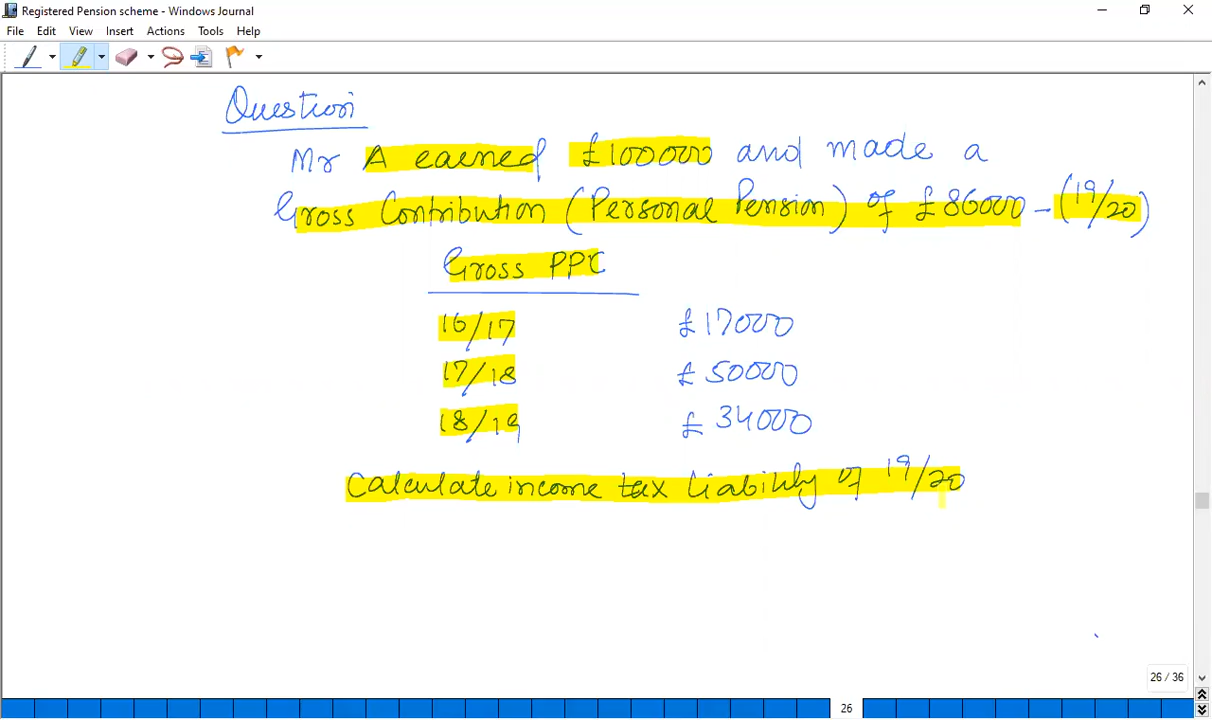 Registered Pension scheme - Windows Journal
File Edit View Insert Actions Tools Help
Question
Mr A earned £100000 and made a
Gross Contribution (Personal Pension) of £86000 - (19/20)
Gross PPC
16/17 £17000
17/18 £50000
18/19 £34000
Calculate income tax liability of 19/20
26 / 36
26